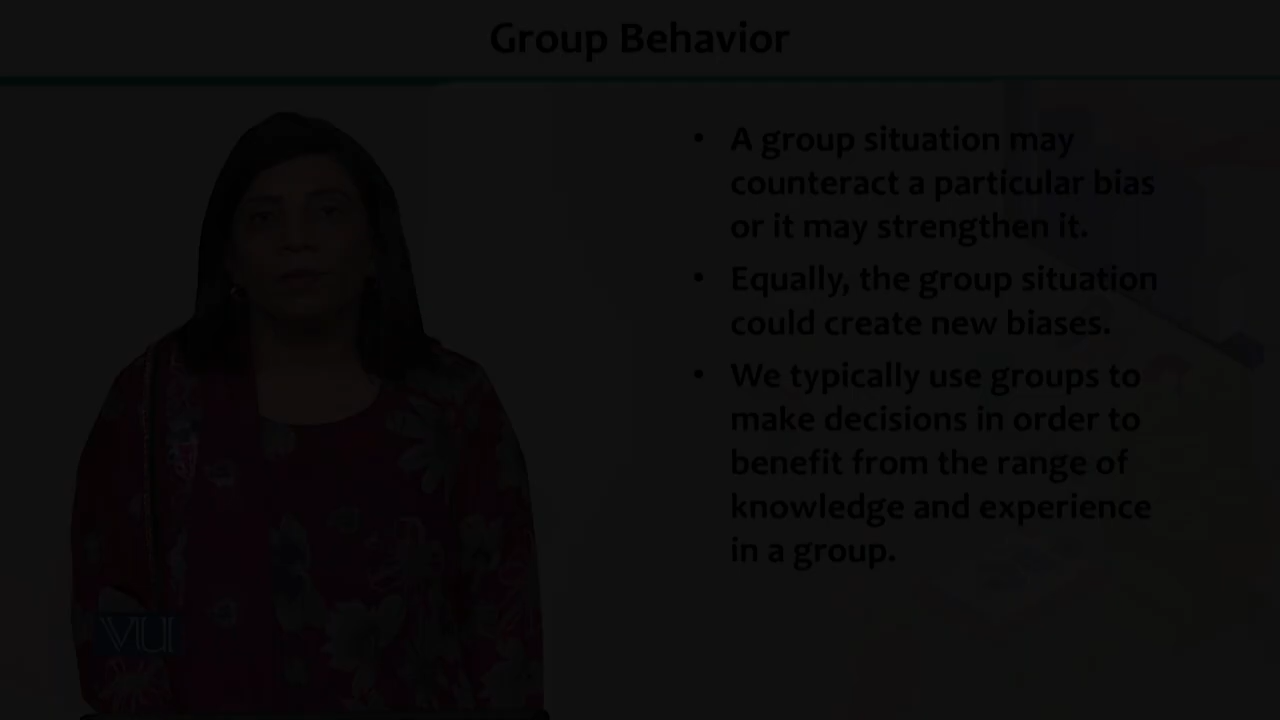 Group Behavior
• A group situation may
counteract a particular bias
or it may strengthen it.
• Equally, the group situation
could create new biases.
• We typically use groups to
make decisions in order to
benefit from the range of
knowledge and experience
in a group.
VU